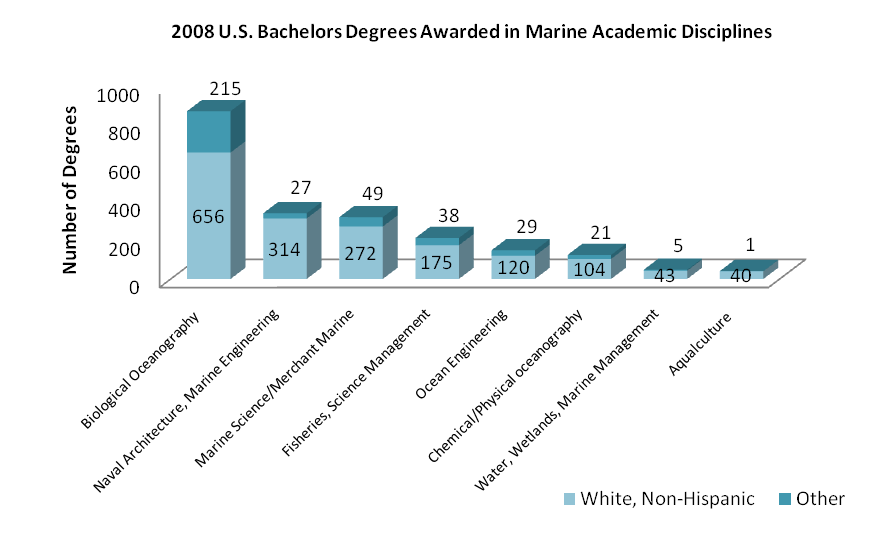 2008 U.S. Bachelors Degrees Awarded in Marine Academic Disciplines
Number of Degrees
1000
800
600
400
200
0
215
27
49
38
29
21
5
1
656
314
272
175
120
104
43
40
Biological Oceanography
Naval Architecture, Marine Engineering
Marine Science/Merchant Marine
Fisheries, Science Management
Ocean Engineering
Chemical/Physical oceanography
Water, Wetlands, Marine Management
Aqualculture
White, Non-Hispanic
Other